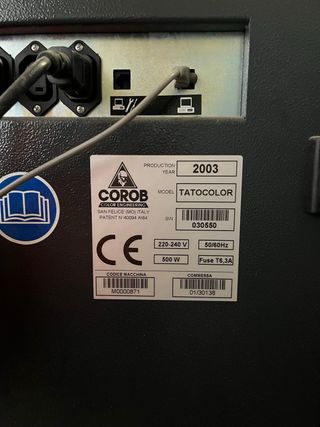 PRODUCTION YEAR 2003
COROB
COLOR ENGINEERING
MODEL TATOCOLOR
SAN FELICE (MO) ITALY
PATENT N°40094 A/84
S/N
030550
220-240 V 50/60Hz
500 W Fuse T6,3A
CE
CODICE MACCHINA COMMESSA
M0000871 01/30138